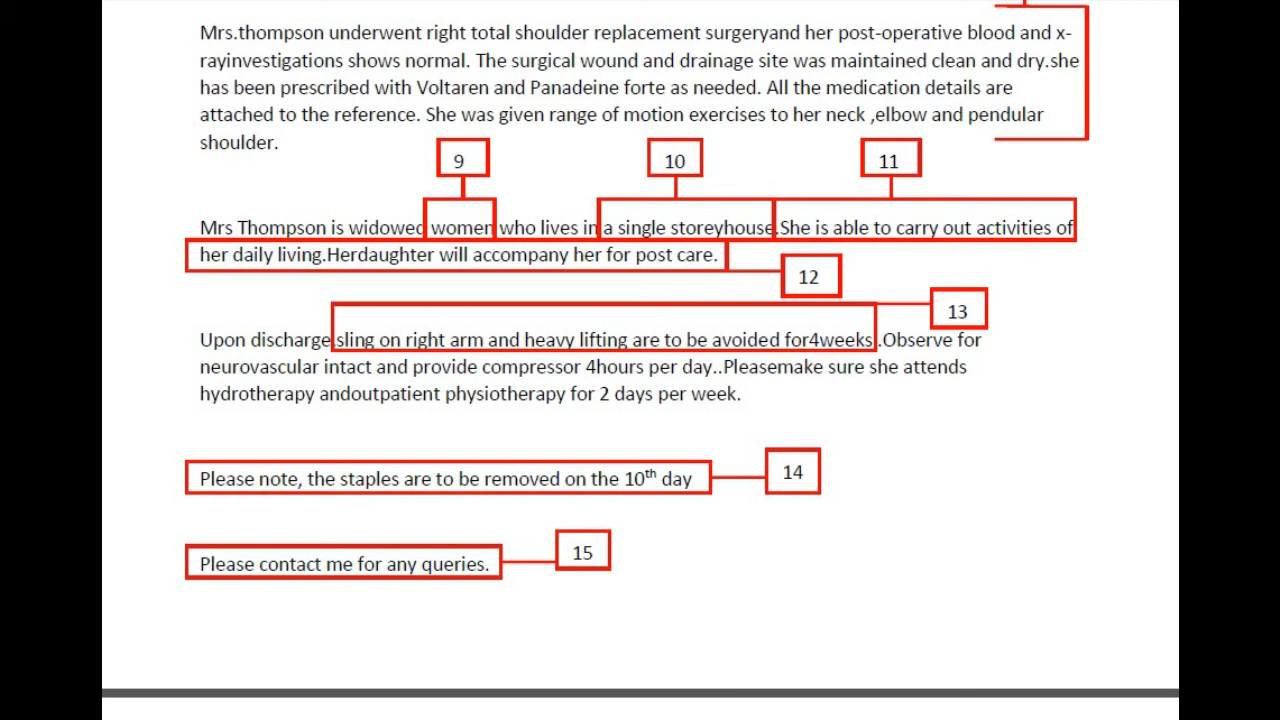 Mrs.thompson underwent right total shoulder replacement surgeryand her post-operative blood and x-
rayinvestigations shows normal. The surgical wound and drainage site was maintained clean and dry.she
has been prescribed with Voltaren and Panadeine forte as needed. All the medication details are
attached to the reference. She was given range of motion exercises to her neck ,elbow and pendular
shoulder.
9 10 11
Mrs Thompson is widowed women who lives in a single storeyhouse.She is able to carry out activities of
her daily living.Herdaughter will accompany her for post care.
12
13
Upon discharge,sling on right arm and heavy lifting are to be avoided for4weeks .Observe for
neurovascular intact and provide compressor 4hours per day..Pleasemake sure she attends
hydrotherapy andoutpatient physiotherapy for 2 days per week.
Please note, the staples are to be removed on the 10th day 14
Please contact me for any queries. 15